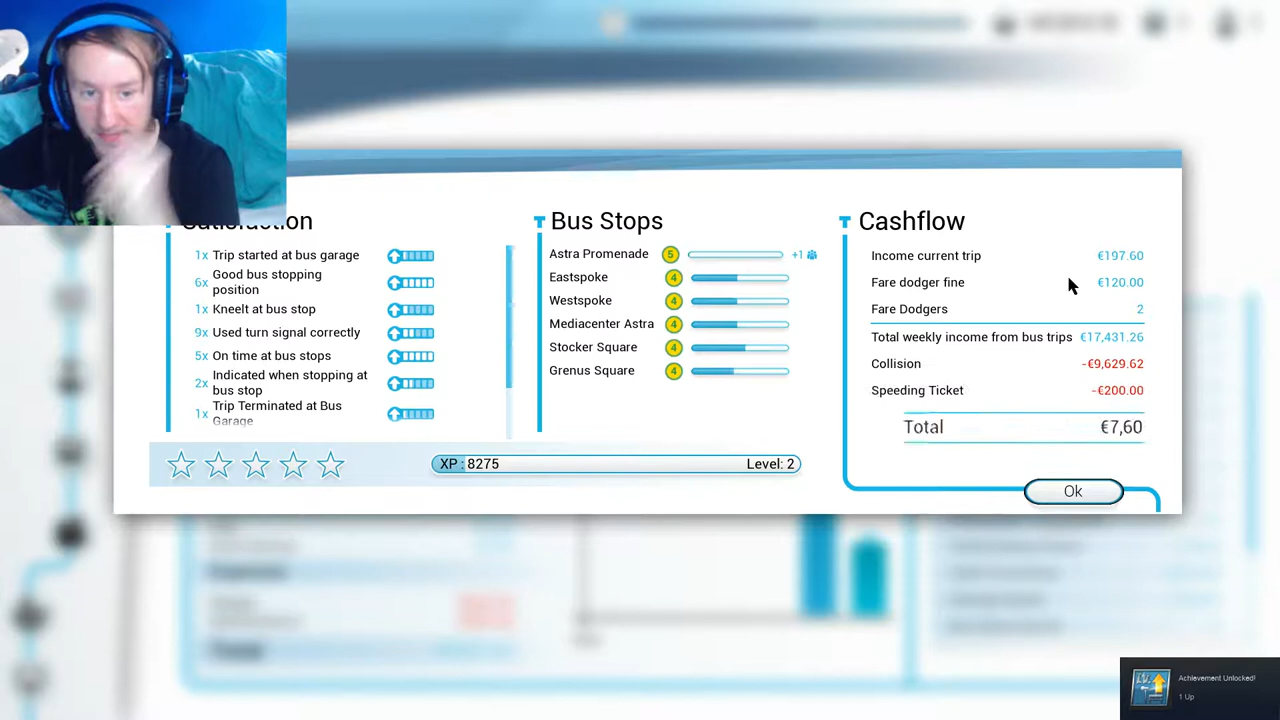 Satisfaction
1x Trip started at bus garage
6x Good bus stopping
position
1x Kneelt at bus stop
9x Used turn signal correctly
5x On time at bus stops
2x Indicated when stopping at
bus stop
1x Trip Terminated at Bus
Garage
XP : 8275 Level: 2
Bus Stops
Astra Promenade 5 +1
Eastspoke 4
Westspoke 4
Mediacenter Astra 4
Stocker Square 4
Grenus Square 4
Cashflow
Income current trip €197.60
Fare dodger fine €120.00
Fare Dodgers 2
Total weekly income from bus trips €17,431.26
Collision -€9,629.62
Speeding Ticket -€200.00
Total €7,60
Ok
Achievement Unlocked!
1 Up